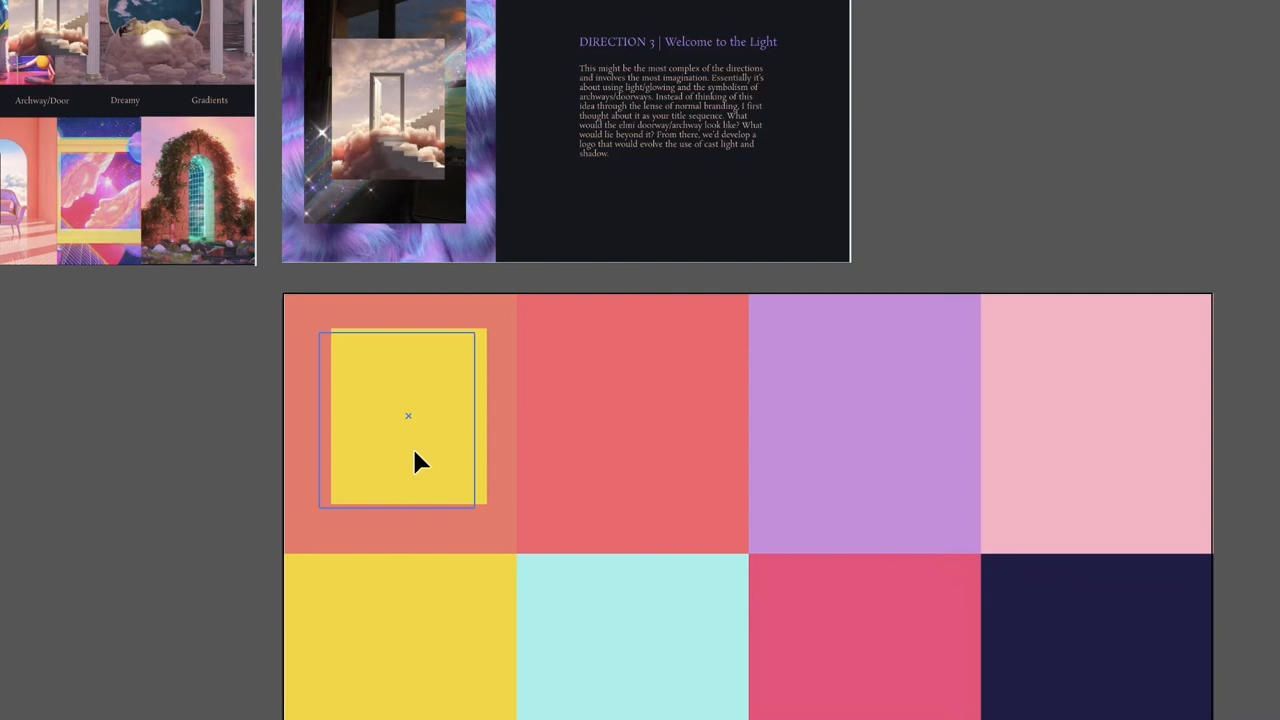 DIRECTION 3 | Welcome to the Light
This might be the most complex of the directions
and involves the most imagination. Essentially it's
about using light/glowing and the symbolism of
archways/doorways. Instead of thinking of this
idea through the lense of normal branding, I first
thought about it as your title sequence. What
would the elmi doorway/archway look like? What
would lie beyond it? From there, we'd develop a
logo that would evolve the use of cast light and
shadow.
Archway/Door
Dreamy
Gradients